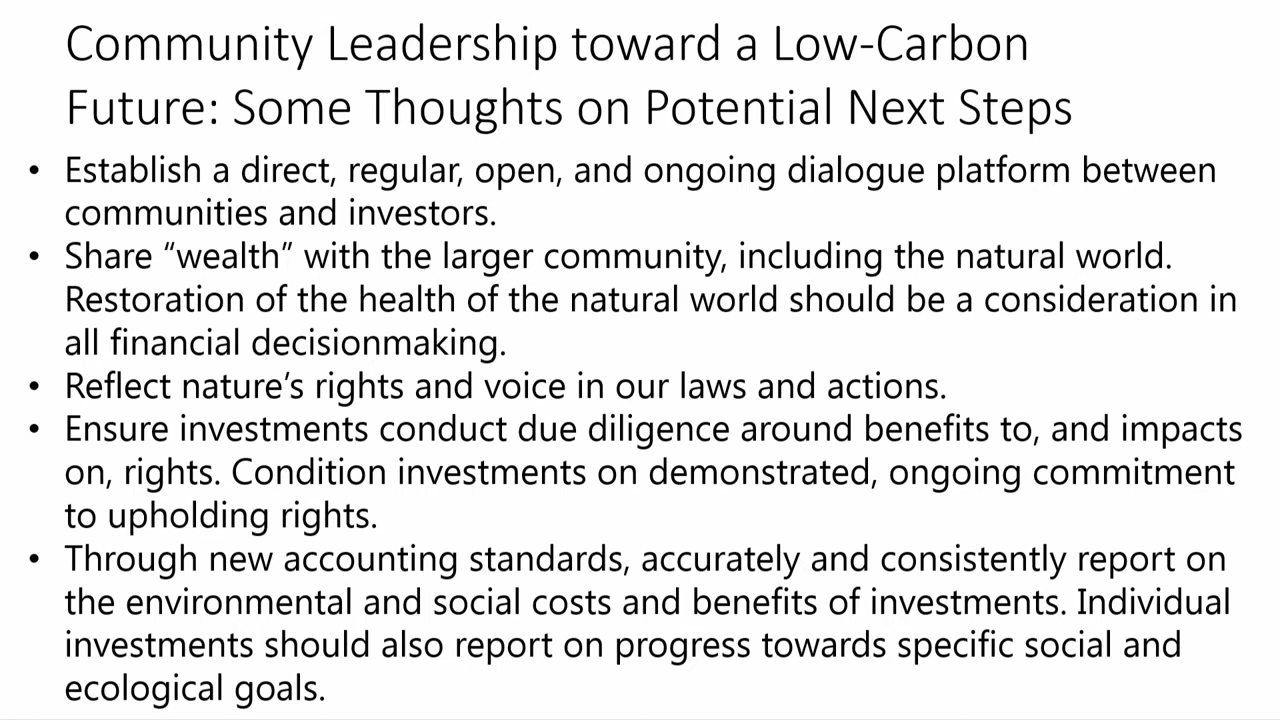 Community Leadership toward a Low-Carbon
Future: Some Thoughts on Potential Next Steps
• Establish a direct, regular, open, and ongoing dialogue platform between
communities and investors.
• Share “wealth” with the larger community, including the natural world.
Restoration of the health of the natural world should be a consideration in
all financial decisionmaking.
• Reflect nature’s rights and voice in our laws and actions.
• Ensure investments conduct due diligence around benefits to, and impacts
on, rights. Condition investments on demonstrated, ongoing commitment
to upholding rights.
• Through new accounting standards, accurately and consistently report on
the environmental and social costs and benefits of investments. Individual
investments should also report on progress towards specific social and
ecological goals.